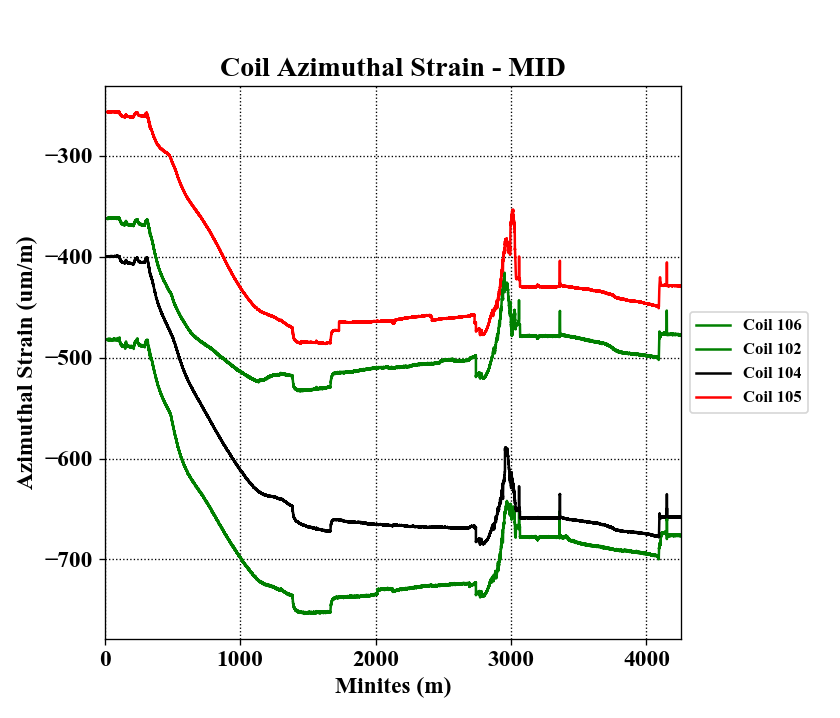 Coil Azimuthal Strain - MID
Azimuthal Strain (um/m)
−300
−400
−500
−600
−700
0 1000 2000 3000 4000
Minites (m)
Coil 106
Coil 102
Coil 104
Coil 105